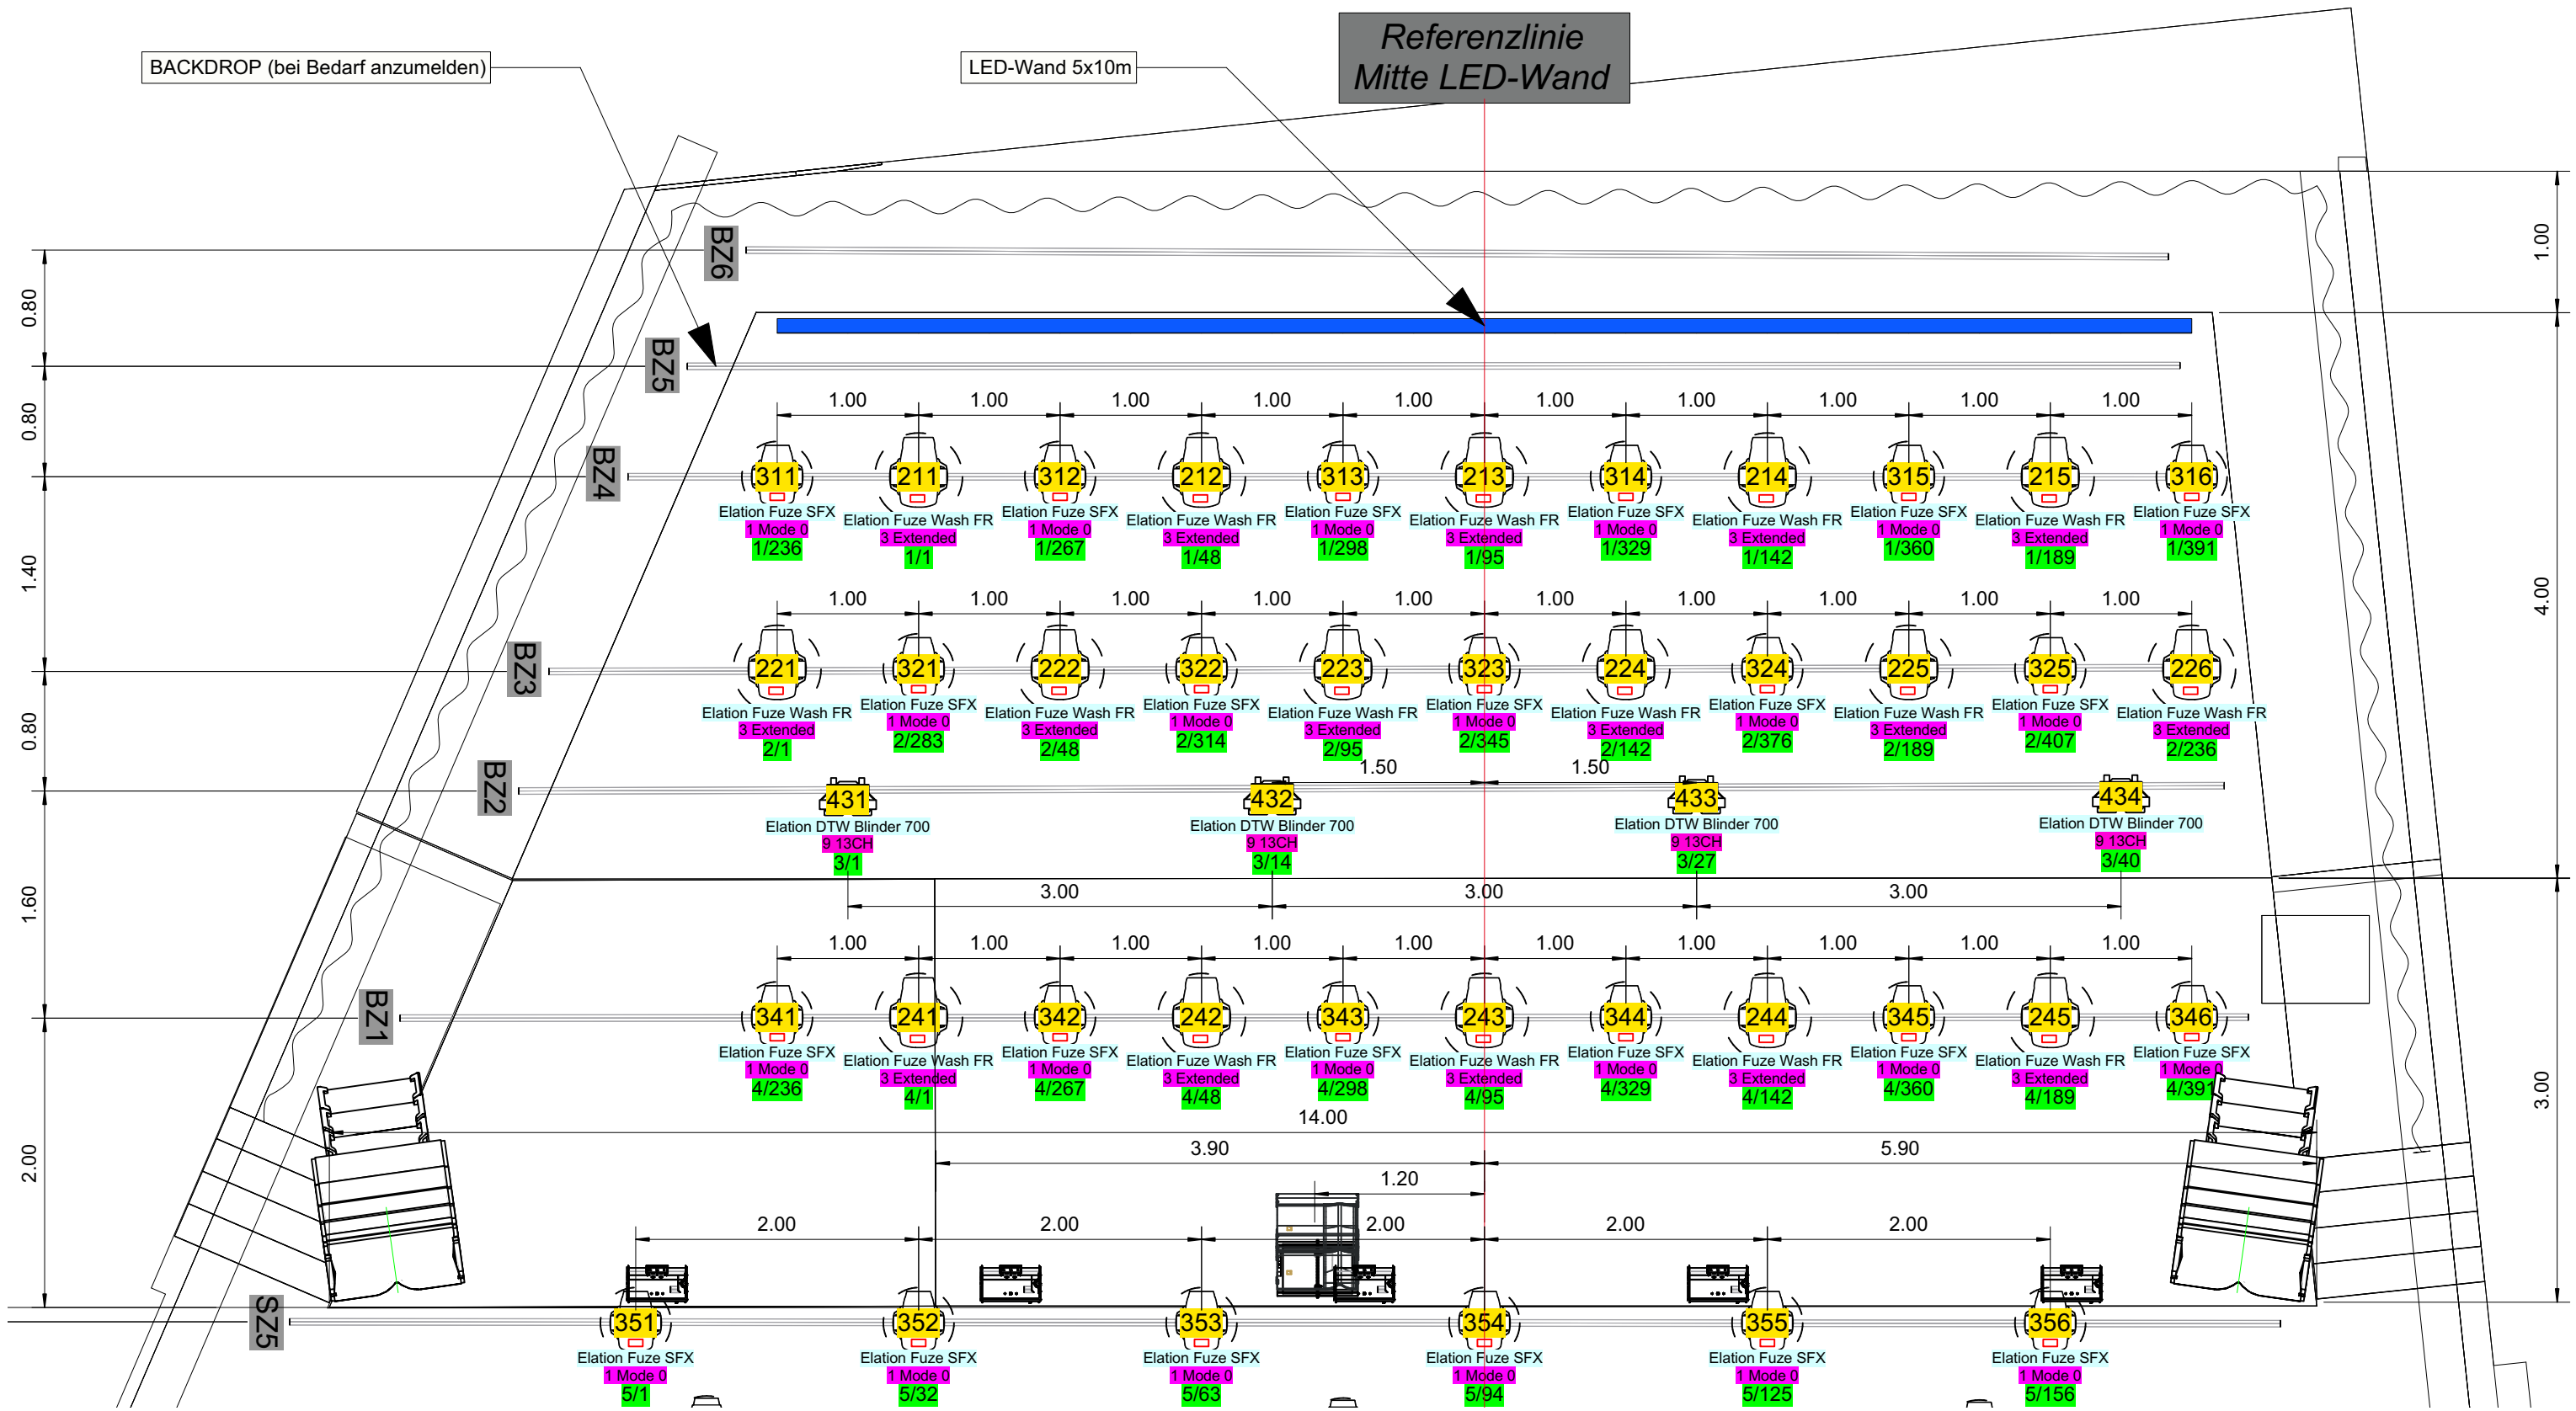 Referenzlinie
Mitte LED-Wand
BACKDROP (bei Bedarf anzumelden)
LED-Wand 5x10m
1.00
BZ6
0.80
BZ5
0.80
1.00 1.00 1.00 1.00 1.00 1.00 1.00 1.00 1.00 1.00
BZ4
311 211 312 212 313 213 314 214 315 215 316
Elation Fuze SFX Elation Fuze Wash FR Elation Fuze SFX Elation Fuze Wash FR Elation Fuze SFX Elation Fuze Wash FR Elation Fuze SFX Elation Fuze Wash FR Elation Fuze SFX Elation Fuze Wash FR Elation Fuze SFX
1 Mode 0 3 Extended 1 Mode 0 3 Extended 1 Mode 0 3 Extended 1 Mode 0 3 Extended 1 Mode 0 3 Extended 1 Mode 0
1/236 1/1 1/267 1/48 1/298 1/95 1/329 1/142 1/360 1/189 1/391
1.40
4.00
1.00 1.00 1.00 1.00 1.00 1.00 1.00 1.00 1.00 1.00
BZ3
221 321 222 322 223 323 224 324 225 325 226
Elation Fuze Wash FR Elation Fuze SFX Elation Fuze Wash FR Elation Fuze SFX Elation Fuze Wash FR Elation Fuze SFX Elation Fuze Wash FR Elation Fuze SFX Elation Fuze Wash FR Elation Fuze SFX Elation Fuze Wash FR
3 Extended 1 Mode 0 3 Extended 1 Mode 0 3 Extended 1 Mode 0 3 Extended 1 Mode 0 3 Extended 1 Mode 0 3 Extended
2/1 2/283 2/48 2/314 2/95 2/345 2/142 2/376 2/189 2/407 2/236
0.80
1.50 1.50
BZ2
431 432 433 434
Elation DTW Blinder 700 Elation DTW Blinder 700 Elation DTW Blinder 700 Elation DTW Blinder 700
9 13CH 9 13CH 9 13CH 9 13CH
3/1 3/14 3/27 3/40
3.00 3.00 3.00
1.60
1.00 1.00 1.00 1.00 1.00 1.00 1.00 1.00 1.00 1.00
BZ1
341 241 342 242 343 243 344 244 345 245 346
Elation Fuze SFX Elation Fuze Wash FR Elation Fuze SFX Elation Fuze Wash FR Elation Fuze SFX Elation Fuze Wash FR Elation Fuze SFX Elation Fuze Wash FR Elation Fuze SFX Elation Fuze Wash FR Elation Fuze SFX
1 Mode 0 3 Extended 1 Mode 0 3 Extended 1 Mode 0 3 Extended 1 Mode 0 3 Extended 1 Mode 0 3 Extended 1 Mode 0
4/236 4/1 4/267 4/48 4/298 4/95 4/329 4/142 4/360 4/189 4/391
3.00
14.00
3.90 5.90
2.00
1.20
2.00 2.00 2.00 2.00 2.00
SZ5
351 352 353 354 355 356
Elation Fuze SFX Elation Fuze SFX Elation Fuze SFX Elation Fuze SFX Elation Fuze SFX Elation Fuze SFX
1 Mode 0 1 Mode 0 1 Mode 0 1 Mode 0 1 Mode 0 1 Mode 0
5/1 5/32 5/63 5/94 5/125 5/156